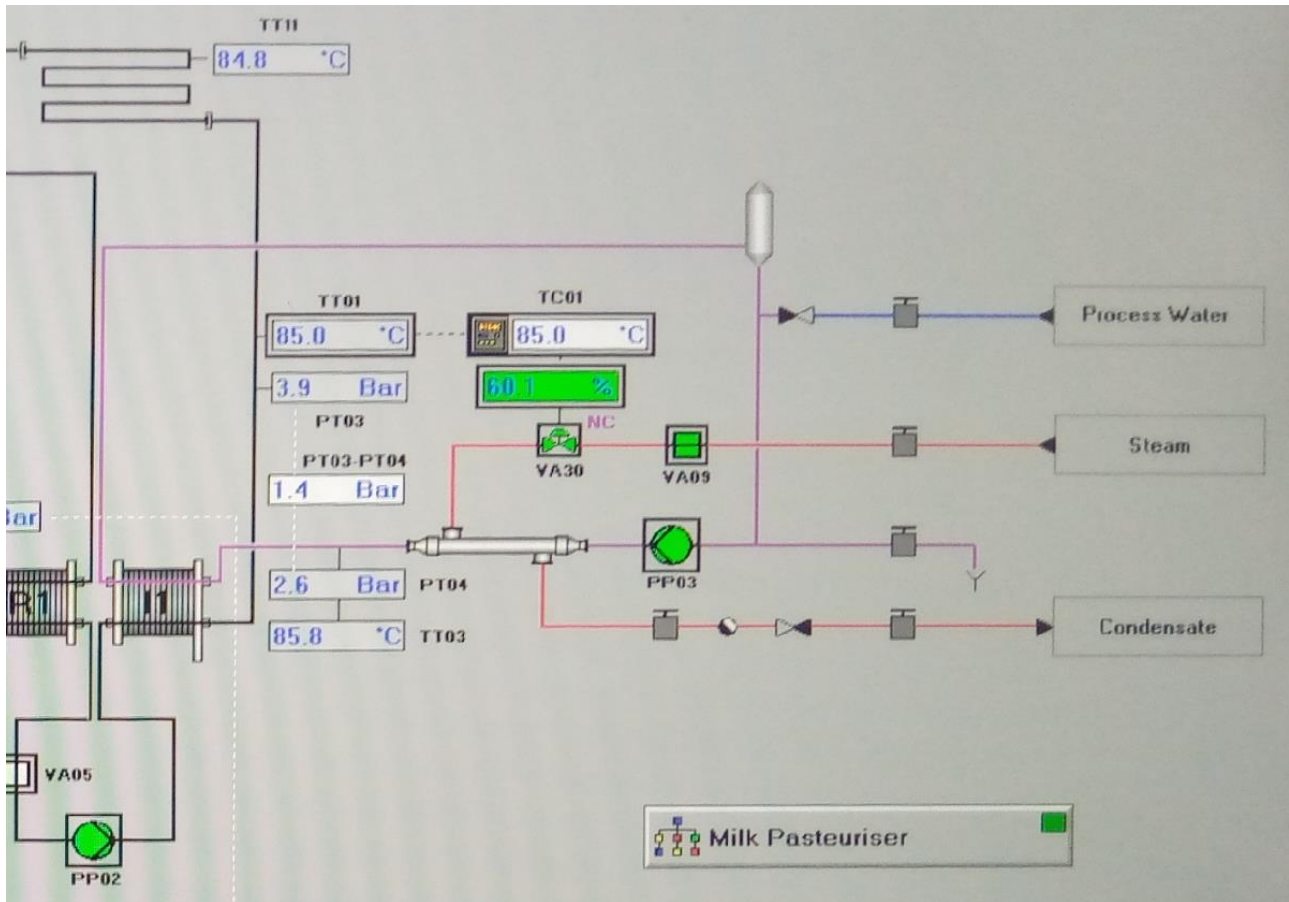 TT11
84.8 °C
TT01
85.0 °C
TC01
85.0 °C
60.1 %
3.9 Bar
PT03
NC
VA30
VA09
PT03-PT04
1.4 Bar
Process Water
Steam
Bar
R1
I1
2.6 Bar
PT04
85.8 °C
TT03
PP03
Condensate
VA05
PP02
Milk Pasteuriser